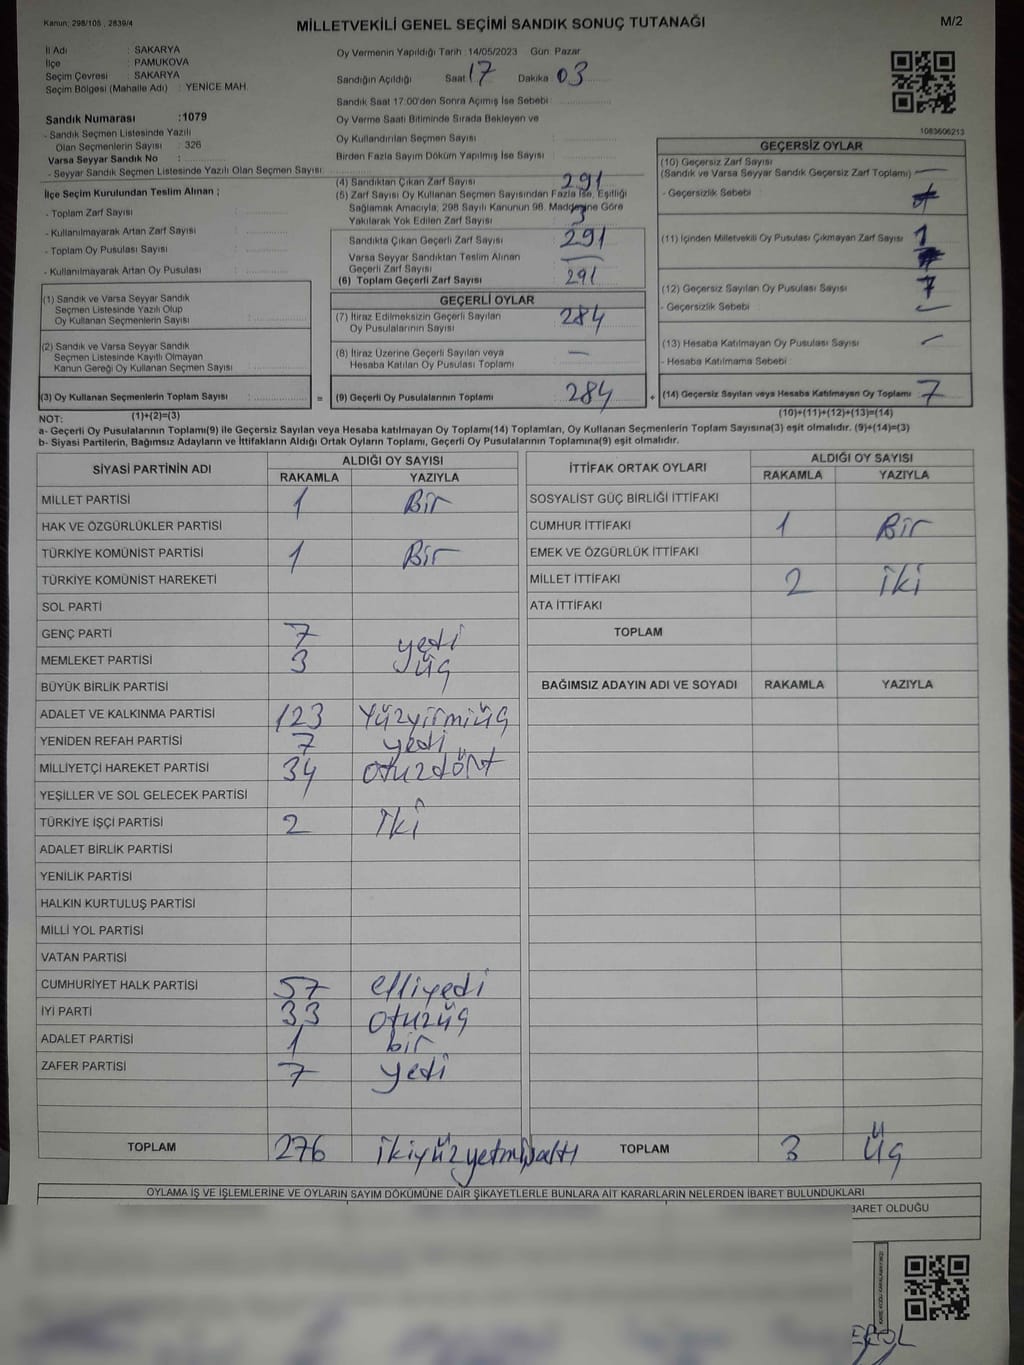 Kanun: 298/105 , 2839/4
MİLLETVEKİLİ GENEL SEÇİMİ SANDIK SONUÇ TUTANAĞI
M/2
İl Adı : SAKARYA
İlçe : PAMUKOVA
Seçim Çevresi : SAKARYA
Seçim Bölgesi (Mahalle Adı) : YENİCE MAH.
Sandık Numarası :1079
- Sandık Seçmen Listesinde Yazılı
Olan Seçmenlerin Sayısı : 326
Varsa Seyyar Sandık No :
- Seyyar Sandık Seçmen Listesinde Yazılı Olan Seçmen Sayısı:
Oy Vermenin Yapıldığı Tarih :14/05/2023 Gün: Pazar
Sandığın Açıldığı Saat 17 Dakika 03
Sandık Saat 17:00'den Sonra Açımış İse Sebebi :
Oy Verme Saati Bitiminde Sırada Bekleyen ve
Oy Kullandırılan Seçmen Sayısı :
Birden Fazla Sayım Döküm Yapılmış İse Sayısı :
1083606213
İlçe Seçim Kurulundan Teslim Alınan ;
- Toplam Zarf Sayısı :
- Kullanılmayarak Artan Zarf Sayısı :
- Toplam Oy Pusulası Sayısı :
- Kullanılmayarak Artan Oy Pusulası :
(4) Sandıktan Çıkan Zarf Sayısı 291
(5) Zarf Sayısı Oy Kullanan Seçmen Sayısından Fazla İse, Eşitliği
Sağlamak Amacıyla; 298 Sayılı Kanunun 98. Maddesine Göre
Yakılarak Yok Edilen Zarf Sayısı 3
Sandıkta Çıkan Geçerli Zarf Sayısı 291
Varsa Seyyar Sandıktan Teslim Alınan
Geçerli Zarf Sayısı
(6) Toplam Geçerli Zarf Sayısı 291
GEÇERSİZ OYLAR
(10) Geçersiz Zarf Sayısı
(Sandık ve Varsa Seyyar Sandık Geçersiz Zarf Toplamı) —
- Geçersizlik Sebebi :
(11) İçinden Milletvekili Oy Pusulası Çıkmayan Zarf Sayısı 1
(12) Geçersiz Sayılan Oy Pusulası Sayısı 7
- Geçersizlik Sebebi :
(13) Hesaba Katılmayan Oy Pusulası Sayısı —
- Hesaba Katılmama Sebebi :
(14) Geçersiz Sayılan veya Hesaba Katılmayan Oy Toplamı 7
(10)+(11)+(12)+(13)=(14)
(1) Sandık ve Varsa Seyyar Sandık
Seçmen Listesinde Yazılı Olup
Oy Kullanan Seçmenlerin Sayısı :
(2) Sandık ve Varsa Seyyar Sandık
Seçmen Listesinde Kayıtlı Olmayan
Kanun Gereği Oy Kullanan Seçmen Sayısı :
(3) Oy Kullanan Seçmenlerin Toplam Sayısı : =
(1)+(2)=(3)
GEÇERLİ OYLAR
(7) İtiraz Edilmeksizin Geçerli Sayılan
Oy Pusulalarının Sayısı 284
(8) İtiraz Üzerine Geçerli Sayılan veya
Hesaba Katılan Oy Pusulası Toplamı —
(9) Geçerli Oy Pusulalarının Toplamı 284 +
NOT:
a- Geçerli Oy Pusulalarının Toplamı(9) ile Geçersiz Sayılan veya Hesaba katılmayan Oy Toplamı(14) Toplamları, Oy Kullanan Seçmenlerin Toplam Sayısına(3) eşit olmalıdır. (9)+(14)=(3)
b- Siyasi Partilerin, Bağımsız Adayların ve İttifakların Aldığı Ortak Oyların Toplamı, Geçerli Oy Pusulalarının Toplamına(9) eşit olmalıdır.
SİYASİ PARTİNİN ADI ALDIĞI OY SAYISI
RAKAMLA YAZIYLA
MİLLET PARTİSİ 1 Bir
HAK VE ÖZGÜRLÜKLER PARTİSİ
TÜRKİYE KOMÜNİST PARTİSİ 1 Bir
TÜRKİYE KOMÜNİST HAREKETİ
SOL PARTİ
GENÇ PARTİ 7 yedi
MEMLEKET PARTİSİ 3 üç
BÜYÜK BİRLİK PARTİSİ
ADALET VE KALKINMA PARTİSİ 123 Yüzyirmiüç
YENİDEN REFAH PARTİSİ 7 yedi
MİLLİYETÇİ HAREKET PARTİSİ 34 otuzdört
YEŞİLLER VE SOL GELECEK PARTİSİ
TÜRKİYE İŞÇİ PARTİSİ 2 iki
ADALET BİRLİK PARTİSİ
YENİLİK PARTİSİ
HALKIN KURTULUŞ PARTİSİ
MİLLİ YOL PARTİSİ
VATAN PARTİSİ
CUMHURİYET HALK PARTİSİ 57 elliyedi
İYİ PARTİ 33 otuzüç
ADALET PARTİSİ 1 bir
ZAFER PARTİSİ 7 yedi
TOPLAM 276 ikiyüzyetmişaltı
İTTİFAK ORTAK OYLARI ALDIĞI OY SAYISI
RAKAMLA YAZIYLA
SOSYALİST GÜÇ BİRLİĞİ İTTİFAKI
CUMHUR İTTİFAKI 1 Bir
EMEK VE ÖZGÜRLÜK İTTİFAKI
MİLLET İTTİFAKI 2 iki
ATA İTTİFAKI
TOPLAM
BAĞIMSIZ ADAYIN ADI VE SOYADI RAKAMLA YAZIYLA
TOPLAM 3 Üç
OYLAMA İŞ VE İŞLEMLERİNE VE OYLARIN SAYIM DÖKÜMÜNE DAİR ŞİKAYETLERLE BUNLARA AİT KARARLARIN NELERDEN İBARET BULUNDUKLARI
BARET OLDUĞU